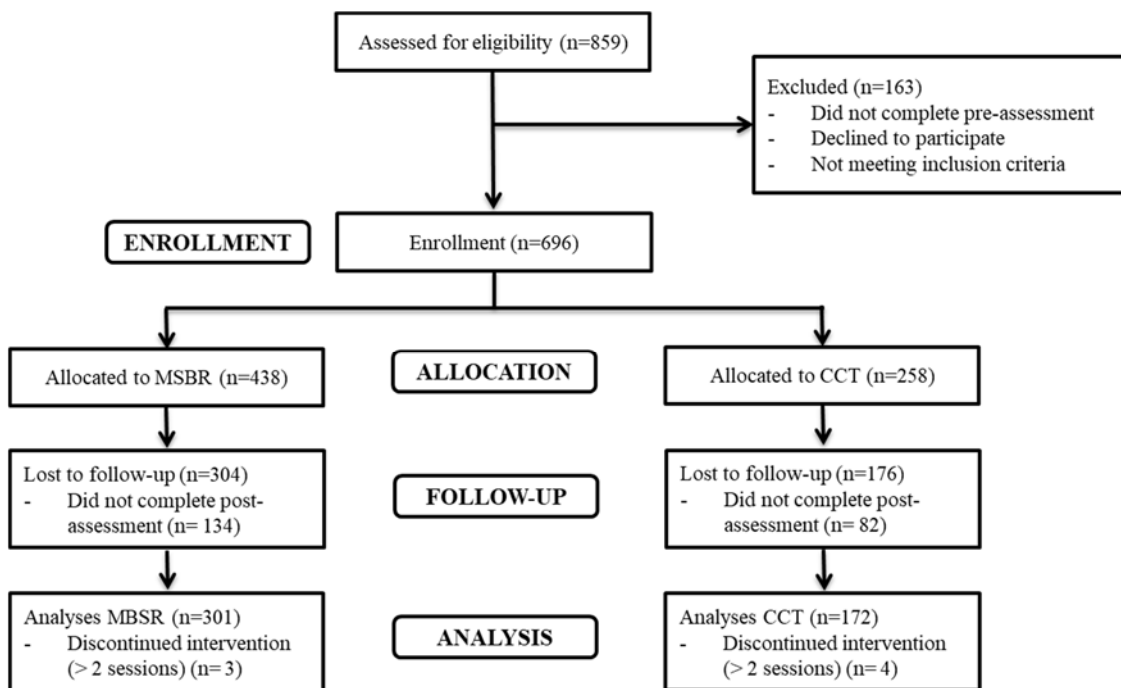 Assessed for eligibility (n=859)
Excluded (n=163)
- Did not complete pre-assessment
- Declined to participate
- Not meeting inclusion criteria
ENROLLMENT
Enrollment (n=696)
Allocated to MSBR (n=438)
ALLOCATION
Allocated to CCT (n=258)
Lost to follow-up (n=304)
- Did not complete post-
assessment (n= 134)
FOLLOW-UP
Lost to follow-up (n=176)
- Did not complete post-
assessment (n= 82)
Analyses MBSR (n=301)
- Discontinued intervention
(> 2 sessions) (n= 3)
ANALYSIS
Analyses CCT (n=172)
- Discontinued intervention
(> 2 sessions) (n= 4)